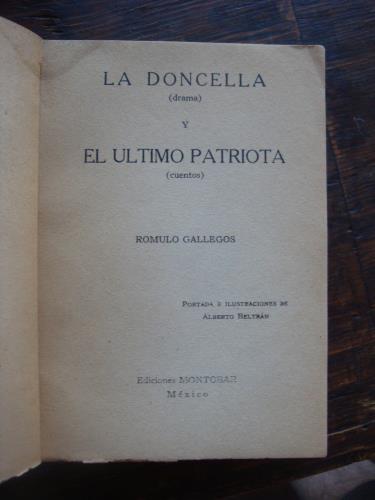 LA DONCELLA
(drama)
Y
EL ULTIMO PATRIOTA
(cuentos)
ROMULO GALLEGOS
PORTADA E ILUSTRACIONES DE
ALBERTO BELTRÁN
Ediciones MONTOBAR
México